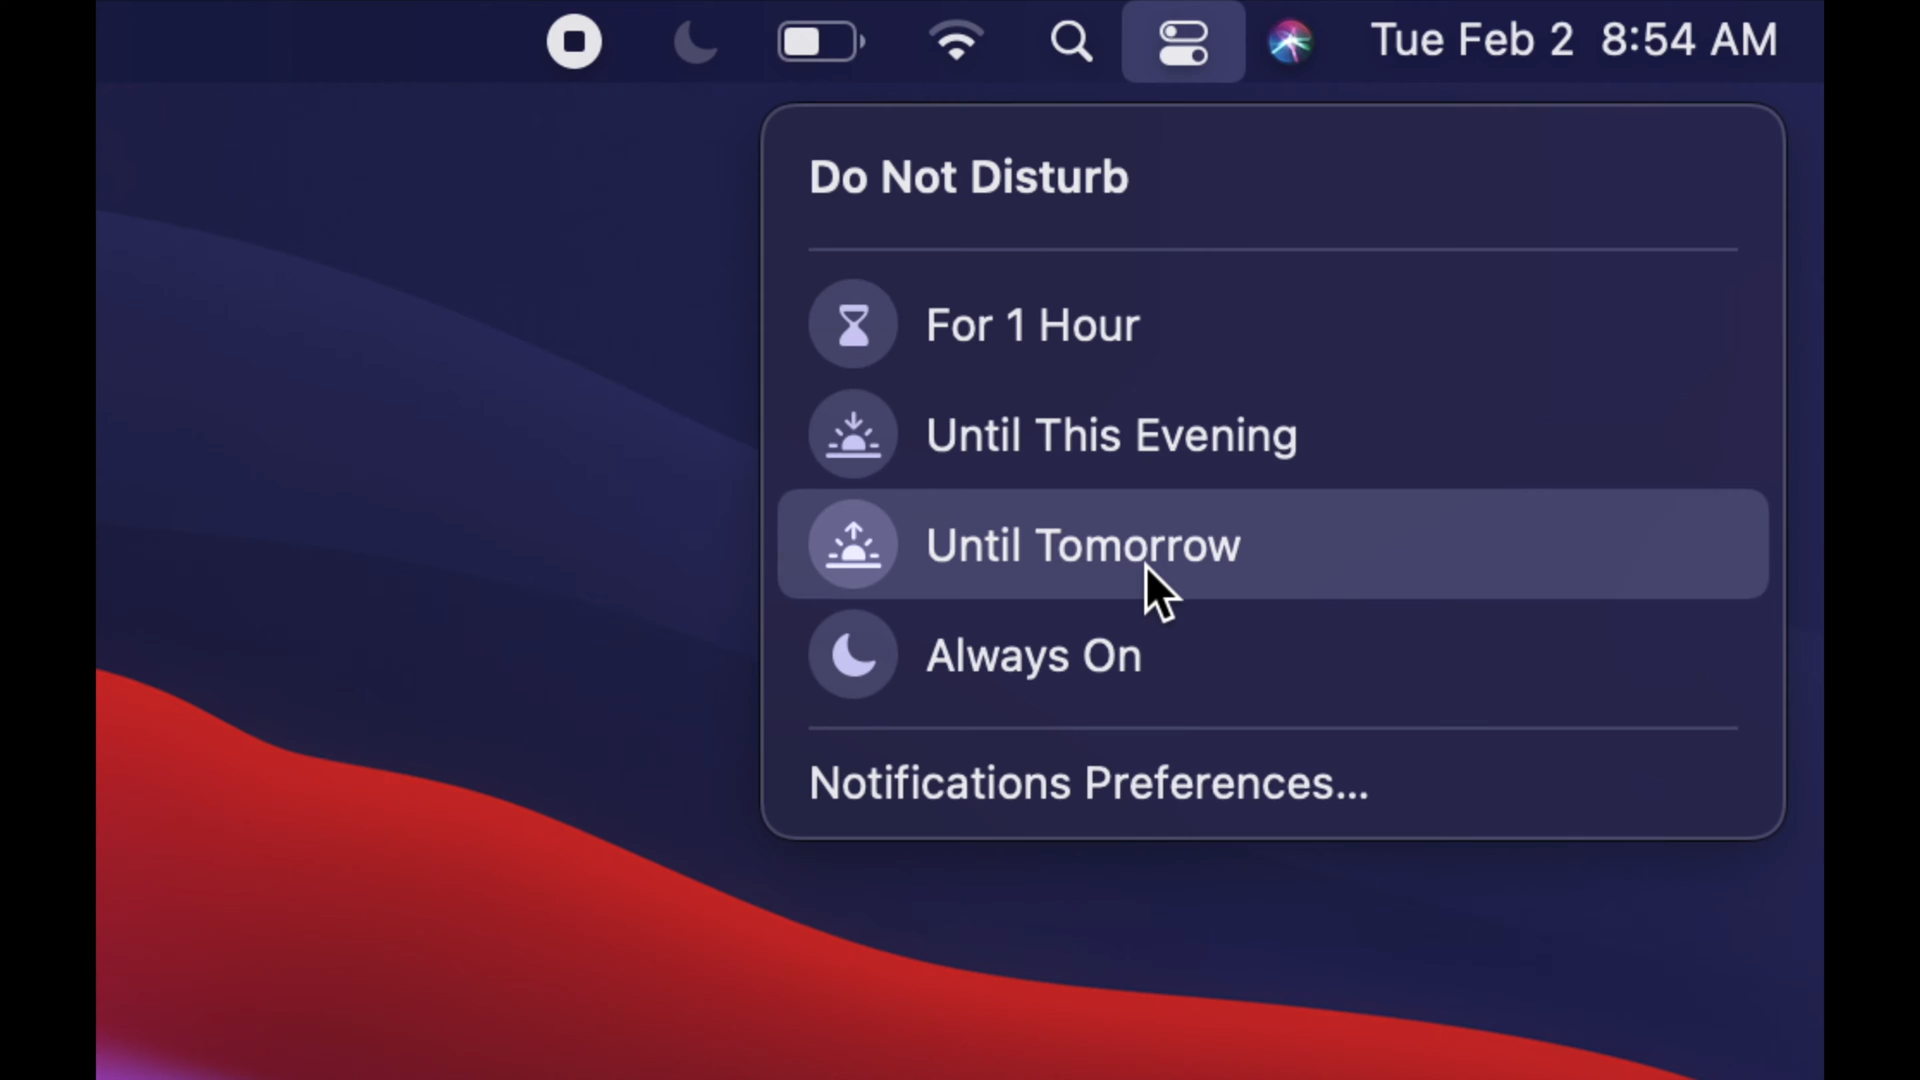 Tue Feb 2 8:54 AM
Do Not Disturb
For 1 Hour
Until This Evening
Until Tomorrow
Always On
Notifications Preferences...